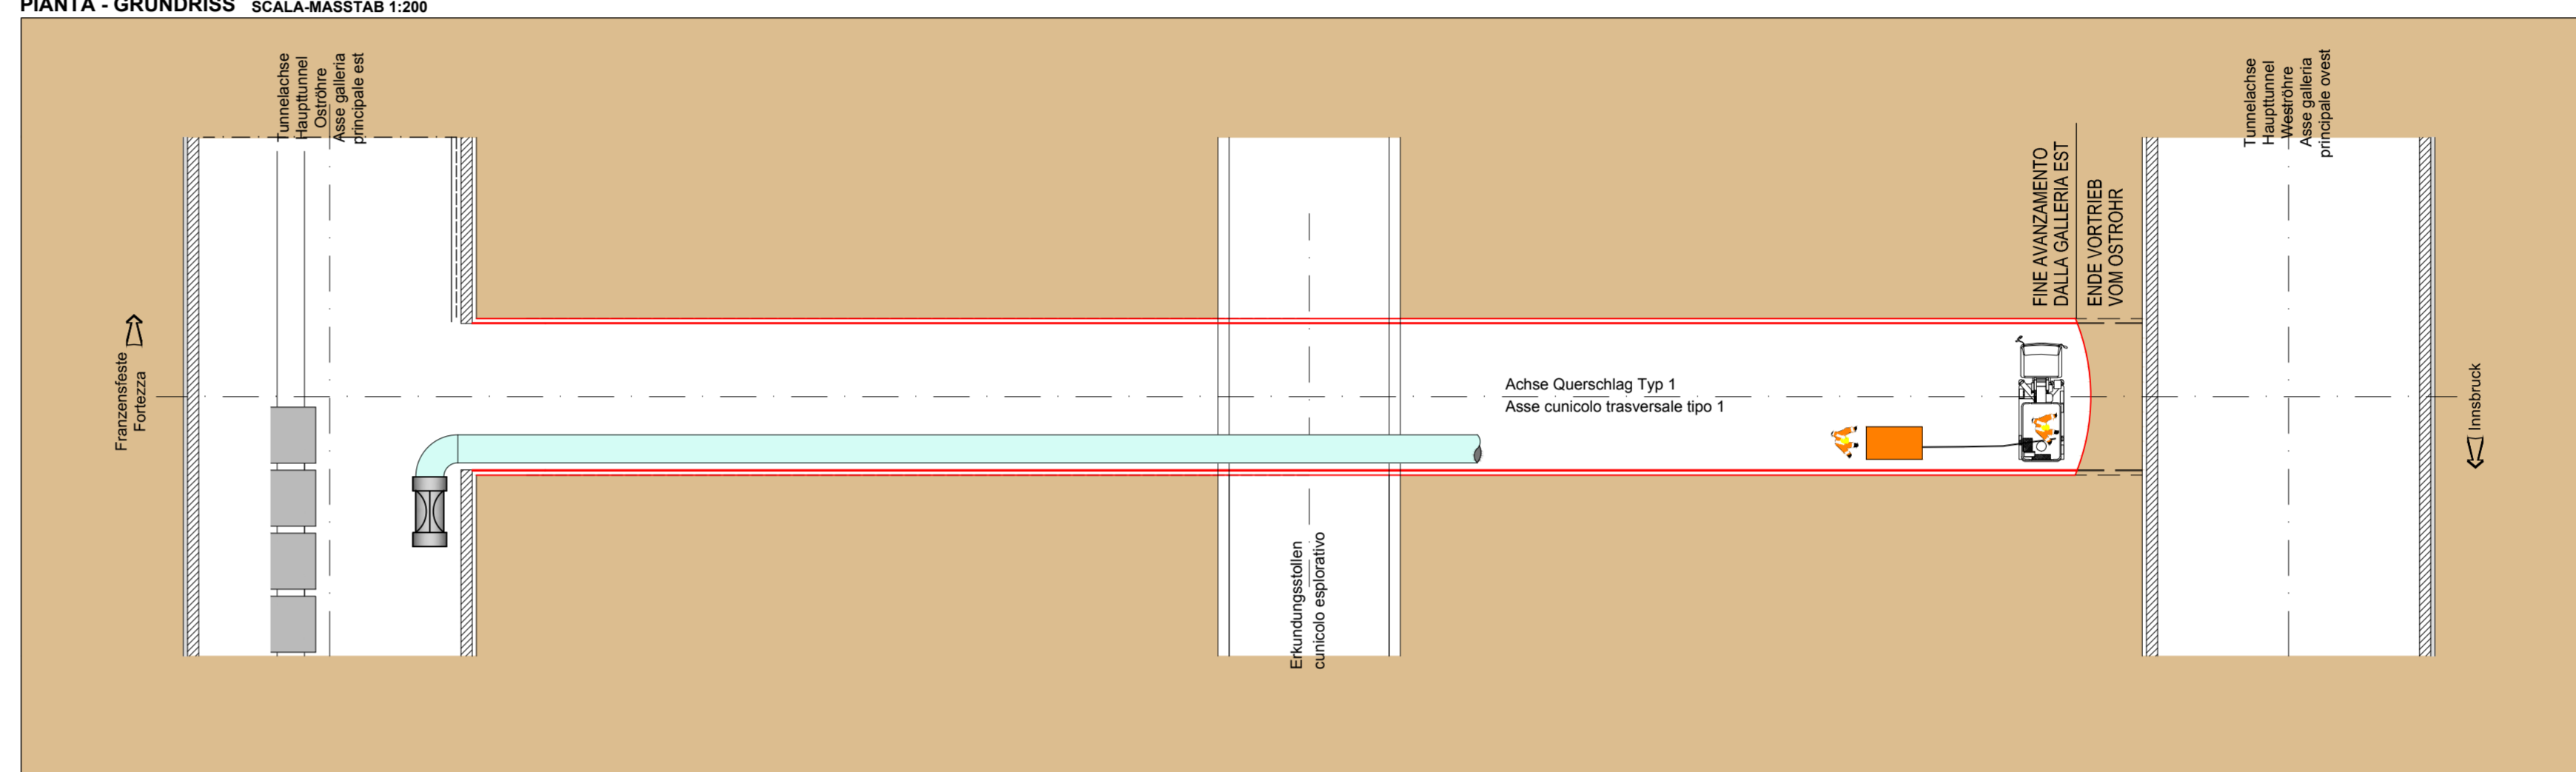 PIANTA - GRUNDRISS SCALA-MASSTAB 1:200
Tunnelachse
Haupttunnel
Oströhre
Asse galleria
principale est
Tunnelachse
Haupttunnel
Weströhre
Asse galleria
principale ovest
FINE AVANZAMENTO
DALLA GALLERIA EST
ENDE VORTRIEB
VOM OSTROHR
Franzensfeste
Fortezza
Achse Querschlag Typ 1
Asse cunicolo trasversale tipo 1
Innsbruck
Erkundungsstollen
cunicolo esplorativo